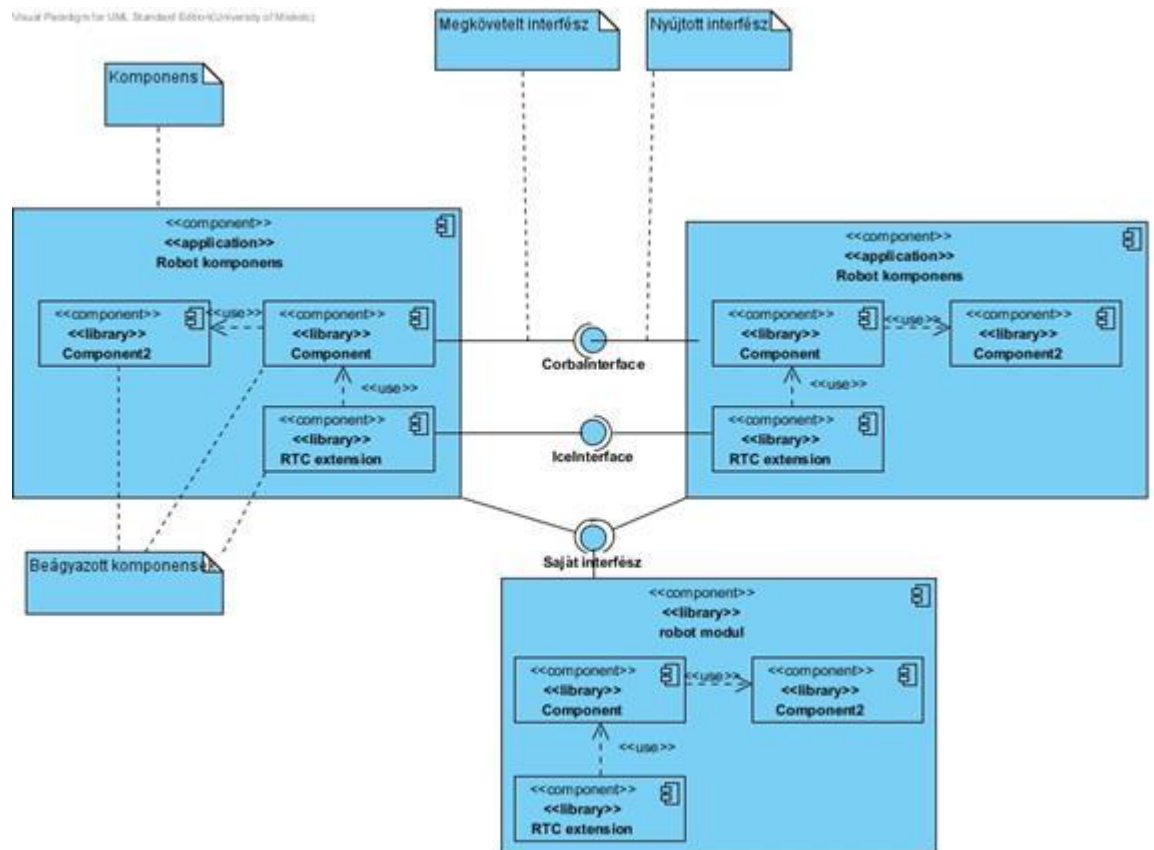 Visual Paradigm for UML Standard Edition(University of Miskolc)
Megkövetelt interfész
Nyújtott interfész
Komponens
<<component>>
<<application>>
Robot komponens
<<component>>
<<library>>
Component2
<<use>>
<<component>>
<<library>>
Component
<<use>>
<<component>>
<<library>>
RTC extension
CorbaInterface
IceInterface
Saját interfész
<<component>>
<<application>>
Robot komponens
<<component>>
<<library>>
Component
<<use>>
<<component>>
<<library>>
Component2
<<use>>
<<component>>
<<library>>
RTC extension
Beágyazott komponensek
<<component>>
<<library>>
robot modul
<<component>>
<<library>>
Component
<<use>>
<<component>>
<<library>>
Component2
<<use>>
<<component>>
<<library>>
RTC extension